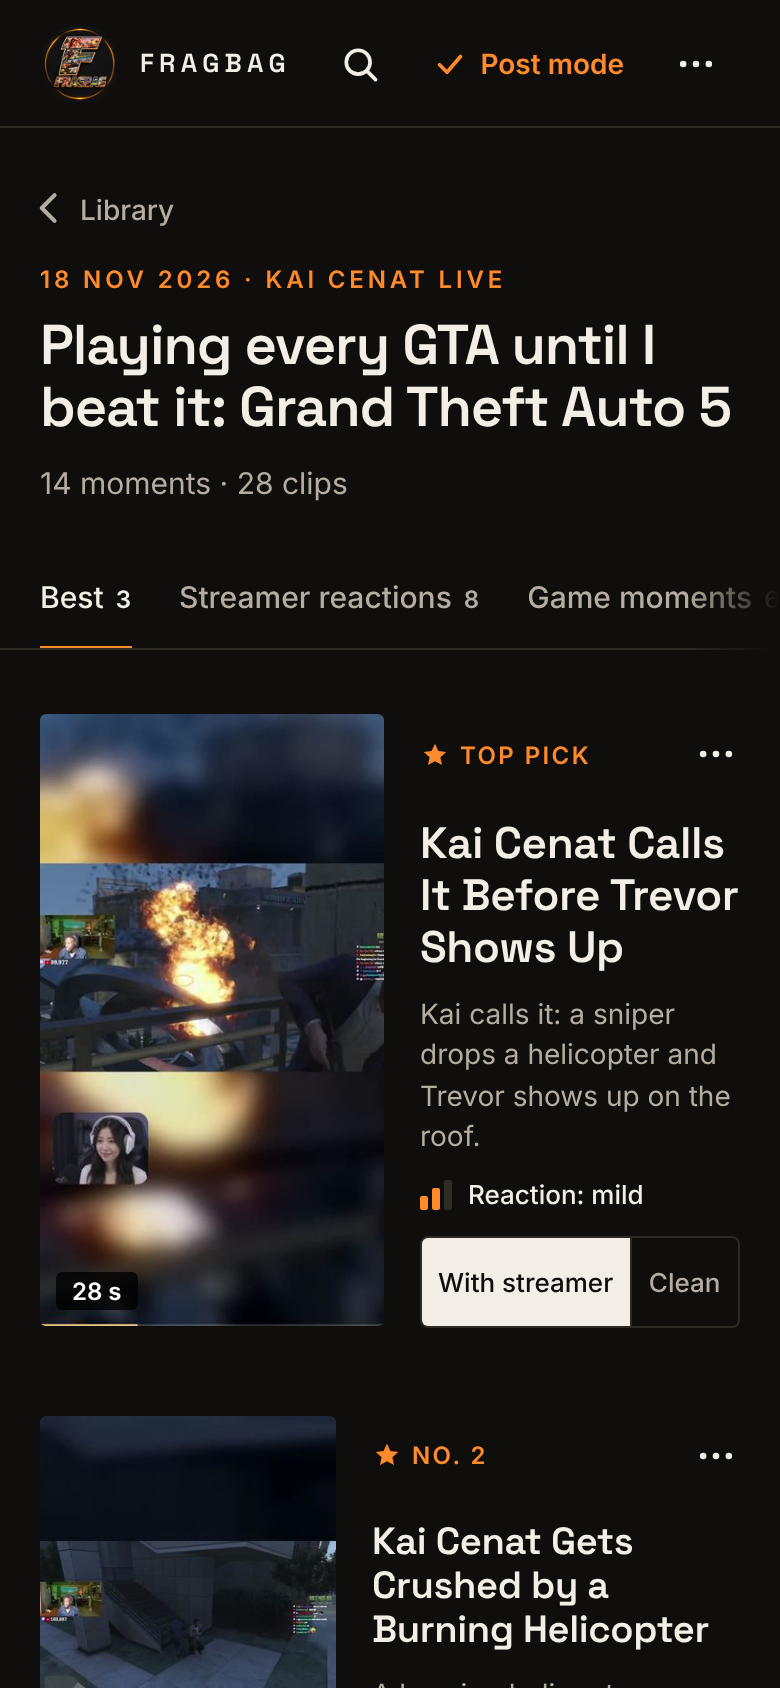 FRAGBAG
FRAGBAG
Post mode
Library
18 NOV 2026 · KAI CENAT LIVE
Playing every GTA until I
beat it: Grand Theft Auto 5
14 moments · 28 clips
Best 3
Streamer reactions 8
Game moments 6
TOP PICK
Kai Cenat Calls
It Before Trevor
Shows Up
Kai calls it: a sniper
drops a helicopter and
Trevor shows up on the
roof.
Reaction: mild
28 s
With streamer
Clean
NO. 2
Kai Cenat Gets
Crushed by a
Burning Helicopter